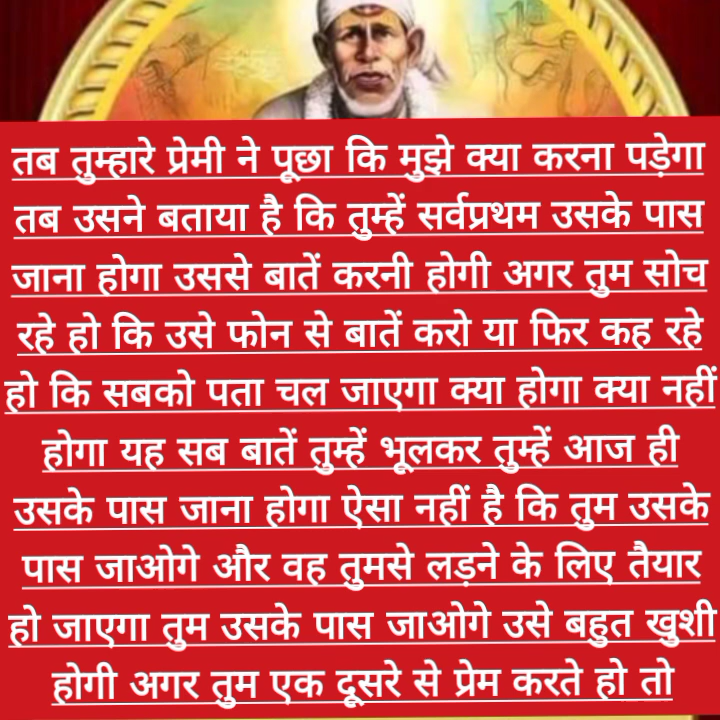 तब तुम्हारे प्रेमी ने पूछा कि मुझे क्या करना पड़ेगा
तब उसने बताया है कि तुम्हें सर्वप्रथम उसके पास
जाना होगा उससे बातें करनी होगी अगर तुम सोच
रहे हो कि उसे फोन से बातें करो या फिर कह रहे
हो कि सबको पता चल जाएगा क्या होगा क्या नहीं
होगा यह सब बातें तुम्हें भूलकर तुम्हें आज ही
उसके पास जाना होगा ऐसा नहीं है कि तुम उसके
पास जाओगे और वह तुमसे लड़ने के लिए तैयार
हो जाएगा तुम उसके पास जाओगे उसे बहुत खुशी
होगी अगर तुम एक दूसरे से प्रेम करते हो तो